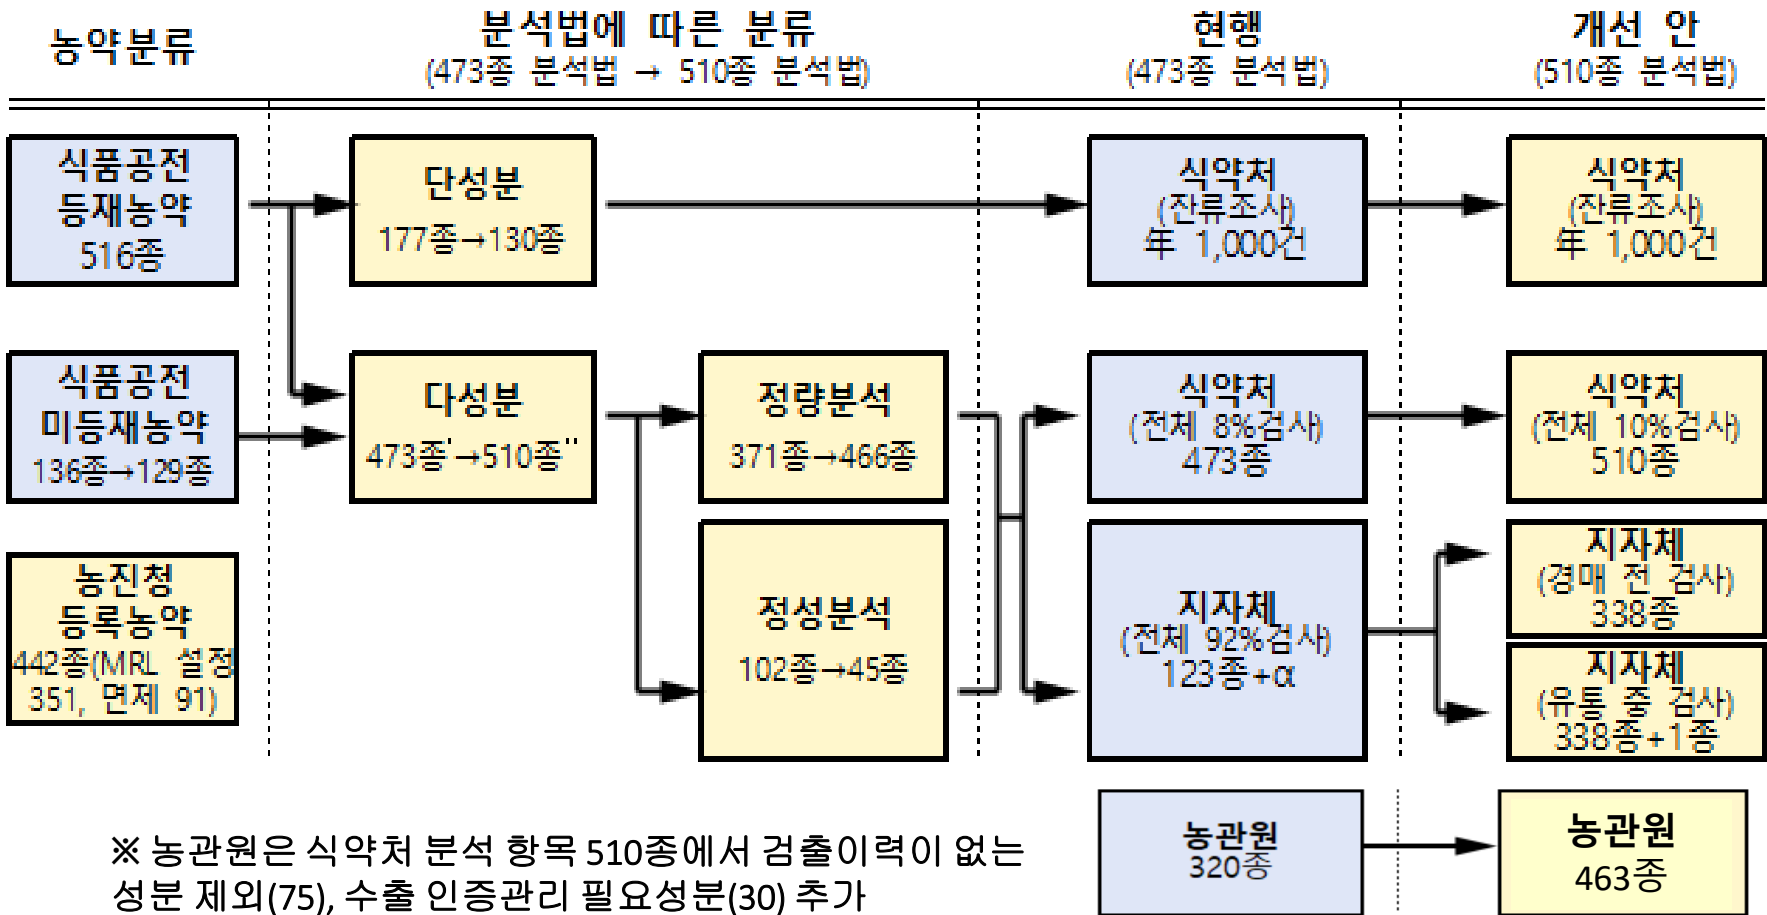 농약분류
분석법에 따른 분류
(473종 분석법 → 510종 분석법)
현행
(473종 분석법)
개선 안
(510종 분석법)
식품공전
등재농약
516종
단성분
177종→130종
식약처
(잔류조사)
年 1,000건
식약처
(잔류조사)
年 1,000건
식품공전
미등재농약
136종→129종
다성분
473종'→510종''
정량분석
371종→466종
식약처
(전체 8%검사)
473종
식약처
(전체 10%검사)
510종
농진청
등록농약
442종(MRL 설정
351, 면제 91)
정성분석
102종→45종
지자체
(전체 92%검사)
123종+α
지자체
(경매 전 검사)
338종
지자체
(유통 중 검사)
338종+1종
농관원
320종
농관원
463종
※ 농관원은 식약처 분석 항목 510종에서 검출이력이 없는
성분 제외(75), 수출 인증관리 필요성분(30) 추가